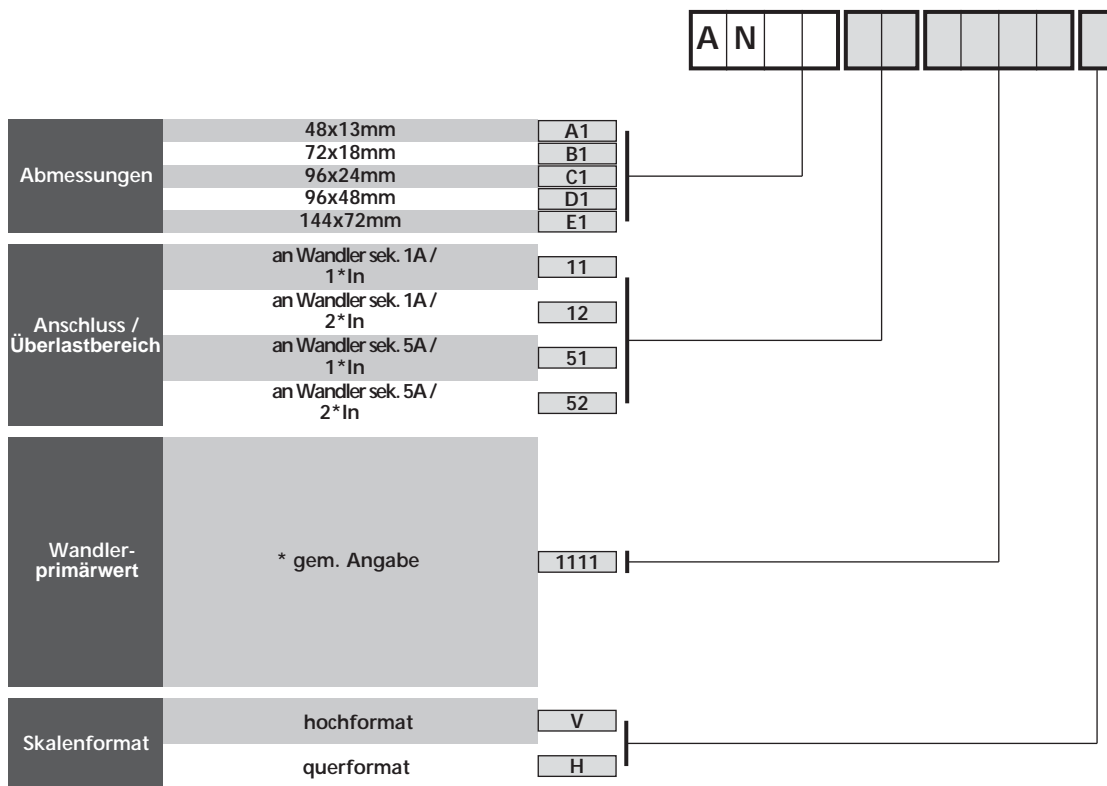 A N
Abmessungen
48x13mm A1
72x18mm B1
96x24mm C1
96x48mm D1
144x72mm E1
Anschluss /
Überlastbereich
an Wandler sek. 1A /
1*In
11
an Wandler sek. 1A /
2*In
12
an Wandler sek. 5A /
1*In
51
an Wandler sek. 5A /
2*In
52
Wandler-
primärwert
* gem. Angabe 1111
Skalenformat
hochformat V
querformat H